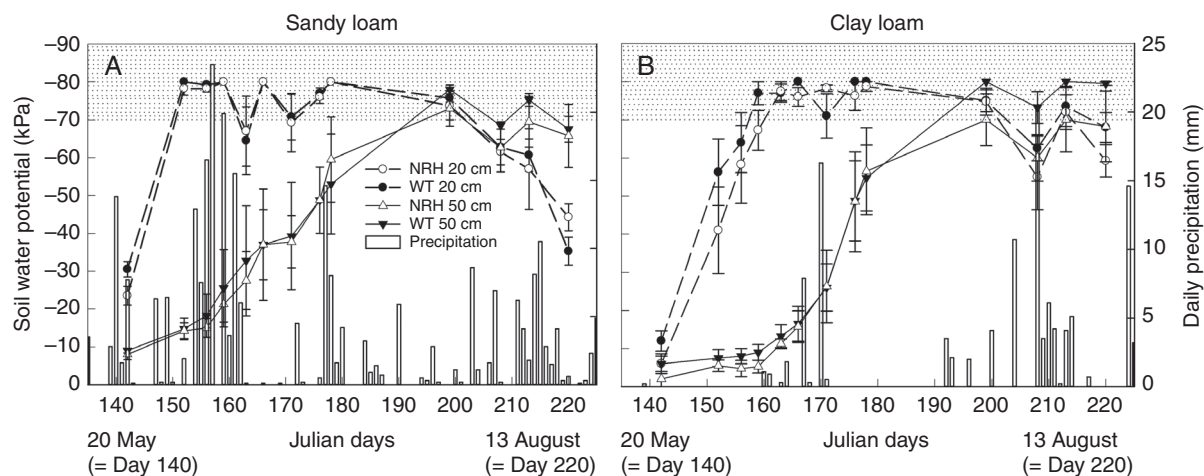 Sandy loam
Clay loam
Soil water potential (kPa)
–90
–80
–70
–60
–50
–40
–30
–20
–10
0
A
NRH 20 cm
WT 20 cm
NRH 50 cm
WT 50 cm
Precipitation
B
25
20
15
10
5
0
Daily precipitation (mm)
140 150 160 170 180 190 200 210 220
140 150 160 170 180 190 200 210 220
20 May
(= Day 140)
Julian days
13 August
(= Day 220)
20 May
(= Day 140)
Julian days
13 August
(= Day 220)